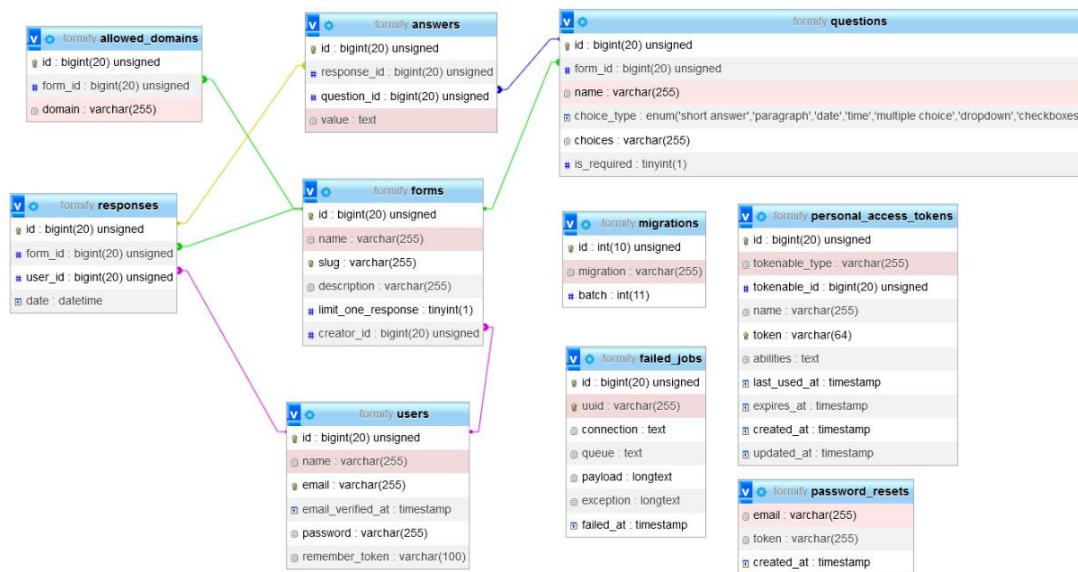 formify allowed_domains
id : bigint(20) unsigned
form_id : bigint(20) unsigned
domain : varchar(255)
formify answers
id : bigint(20) unsigned
response_id : bigint(20) unsigned
question_id : bigint(20) unsigned
value : text
formify questions
id : bigint(20) unsigned
form_id : bigint(20) unsigned
name : varchar(255)
choice_type : enum('short answer','paragraph','date','time','multiple choice','dropdown','checkboxes
choices : varchar(255)
is_required : tinyint(1)
formify responses
id : bigint(20) unsigned
form_id : bigint(20) unsigned
user_id : bigint(20) unsigned
date : datetime
formify forms
id : bigint(20) unsigned
name : varchar(255)
slug : varchar(255)
description : varchar(255)
limit_one_response : tinyint(1)
creator_id : bigint(20) unsigned
formify migrations
id : int(10) unsigned
migration : varchar(255)
batch : int(11)
formify personal_access_tokens
id : bigint(20) unsigned
tokenable_type : varchar(255)
tokenable_id : bigint(20) unsigned
name : varchar(255)
token : varchar(64)
abilities : text
last_used_at : timestamp
expires_at : timestamp
created_at : timestamp
updated_at : timestamp
formify failed_jobs
id : bigint(20) unsigned
uuid : varchar(255)
connection : text
queue : text
payload : longtext
exception : longtext
failed_at : timestamp
formify users
id : bigint(20) unsigned
name : varchar(255)
email : varchar(255)
email_verified_at : timestamp
password : varchar(255)
remember_token : varchar(100)
formify password_resets
email : varchar(255)
token : varchar(255)
created_at : timestamp